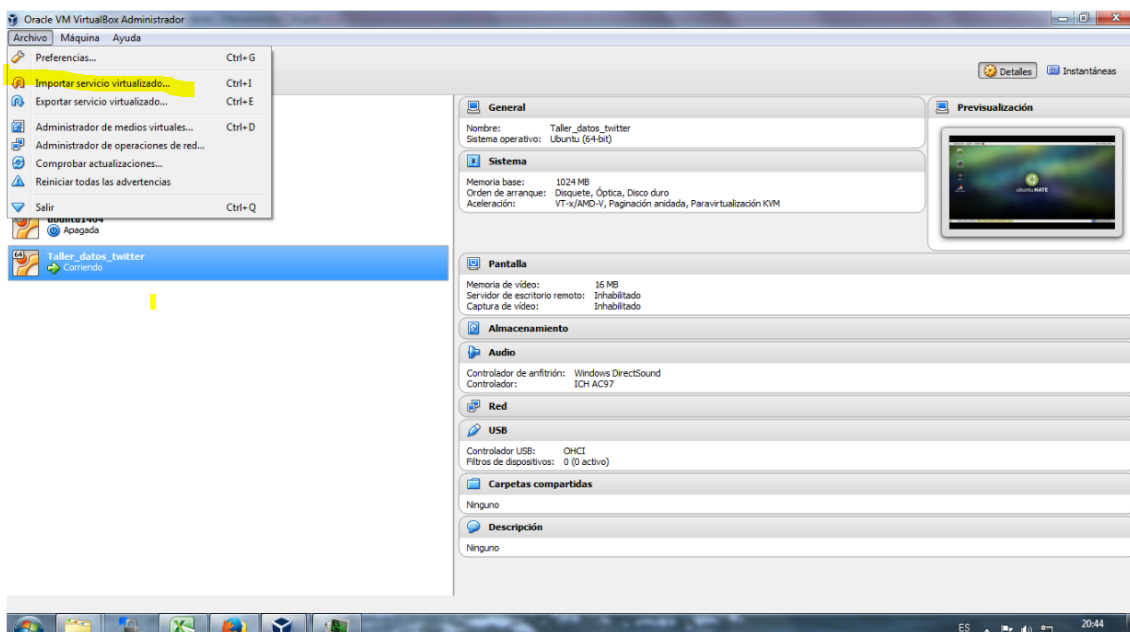 Oracle VM VirtualBox Administrador
Archivo Máquina Ayuda
Preferencias... Ctrl+G
Importar servicio virtualizado... Ctrl+I
Exportar servicio virtualizado... Ctrl+E
Administrador de medios virtuales... Ctrl+D
Administrador de operaciones de red...
Comprobar actualizaciones...
Reiniciar todas las advertencias
Salir Ctrl+Q
ubuntu1404
Apagada
64
Taller_datos_twitter
Corriendo
Detalles Instantáneas
General
Nombre: Taller_datos_twitter
Sistema operativo: Ubuntu (64-bit)
Sistema
Memoria base: 1024 MB
Orden de arranque: Disquete, Óptica, Disco duro
Aceleración: VT-x/AMD-V, Paginación anidada, Paravirtualización KVM
Previsualización
ubuntu MATE
Pantalla
Memoria de vídeo: 16 MB
Servidor de escritorio remoto: Inhabilitado
Captura de vídeo: Inhabilitado
Almacenamiento
Audio
Controlador de anfitrión: Windows DirectSound
Controlador: ICH AC97
Red
USB
Controlador USB: OHCI
Filtros de dispositivos: 0 (0 activo)
Carpetas compartidas
Ninguno
Descripción
Ninguno
ES 20:44